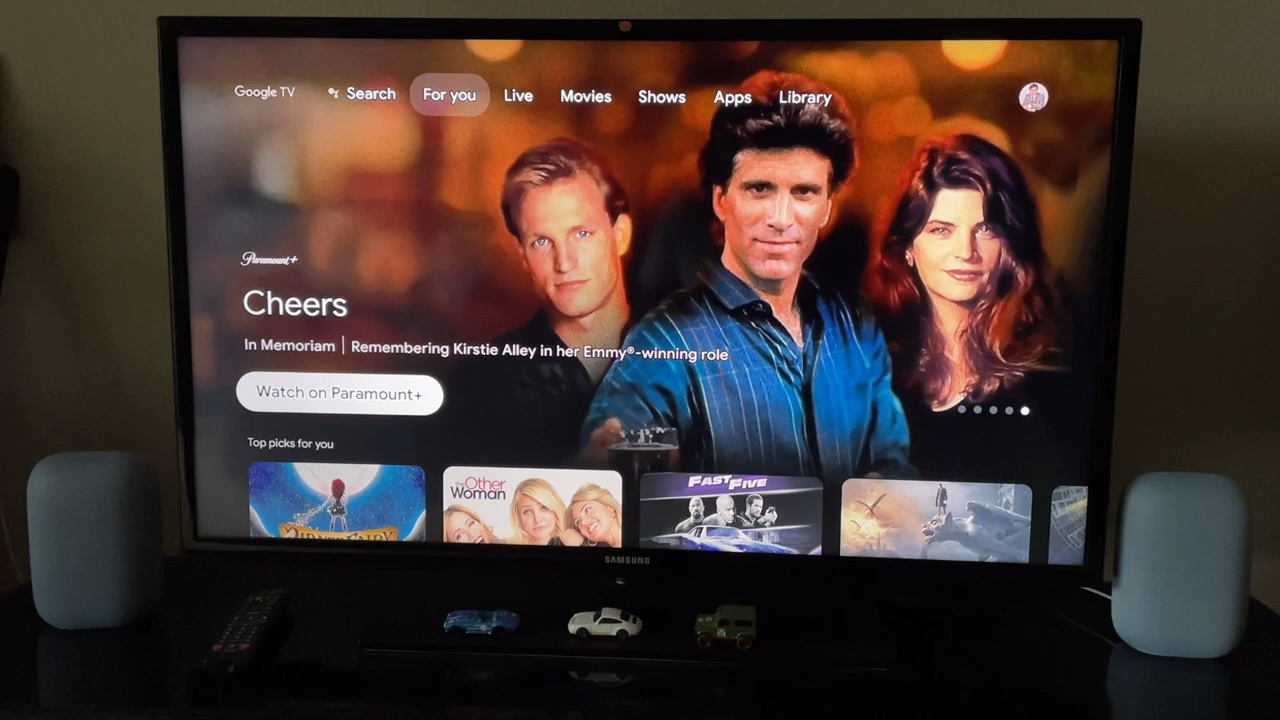 Google TV
Search
For you
Live
Movies
Shows
Apps
Library
Paramount+
Cheers
In Memoriam | Remembering Kirstie Alley in her Emmy®-winning role
Watch on Paramount+
Top picks for you
the Other
Woman
FAST FIVE
SAMSUNG